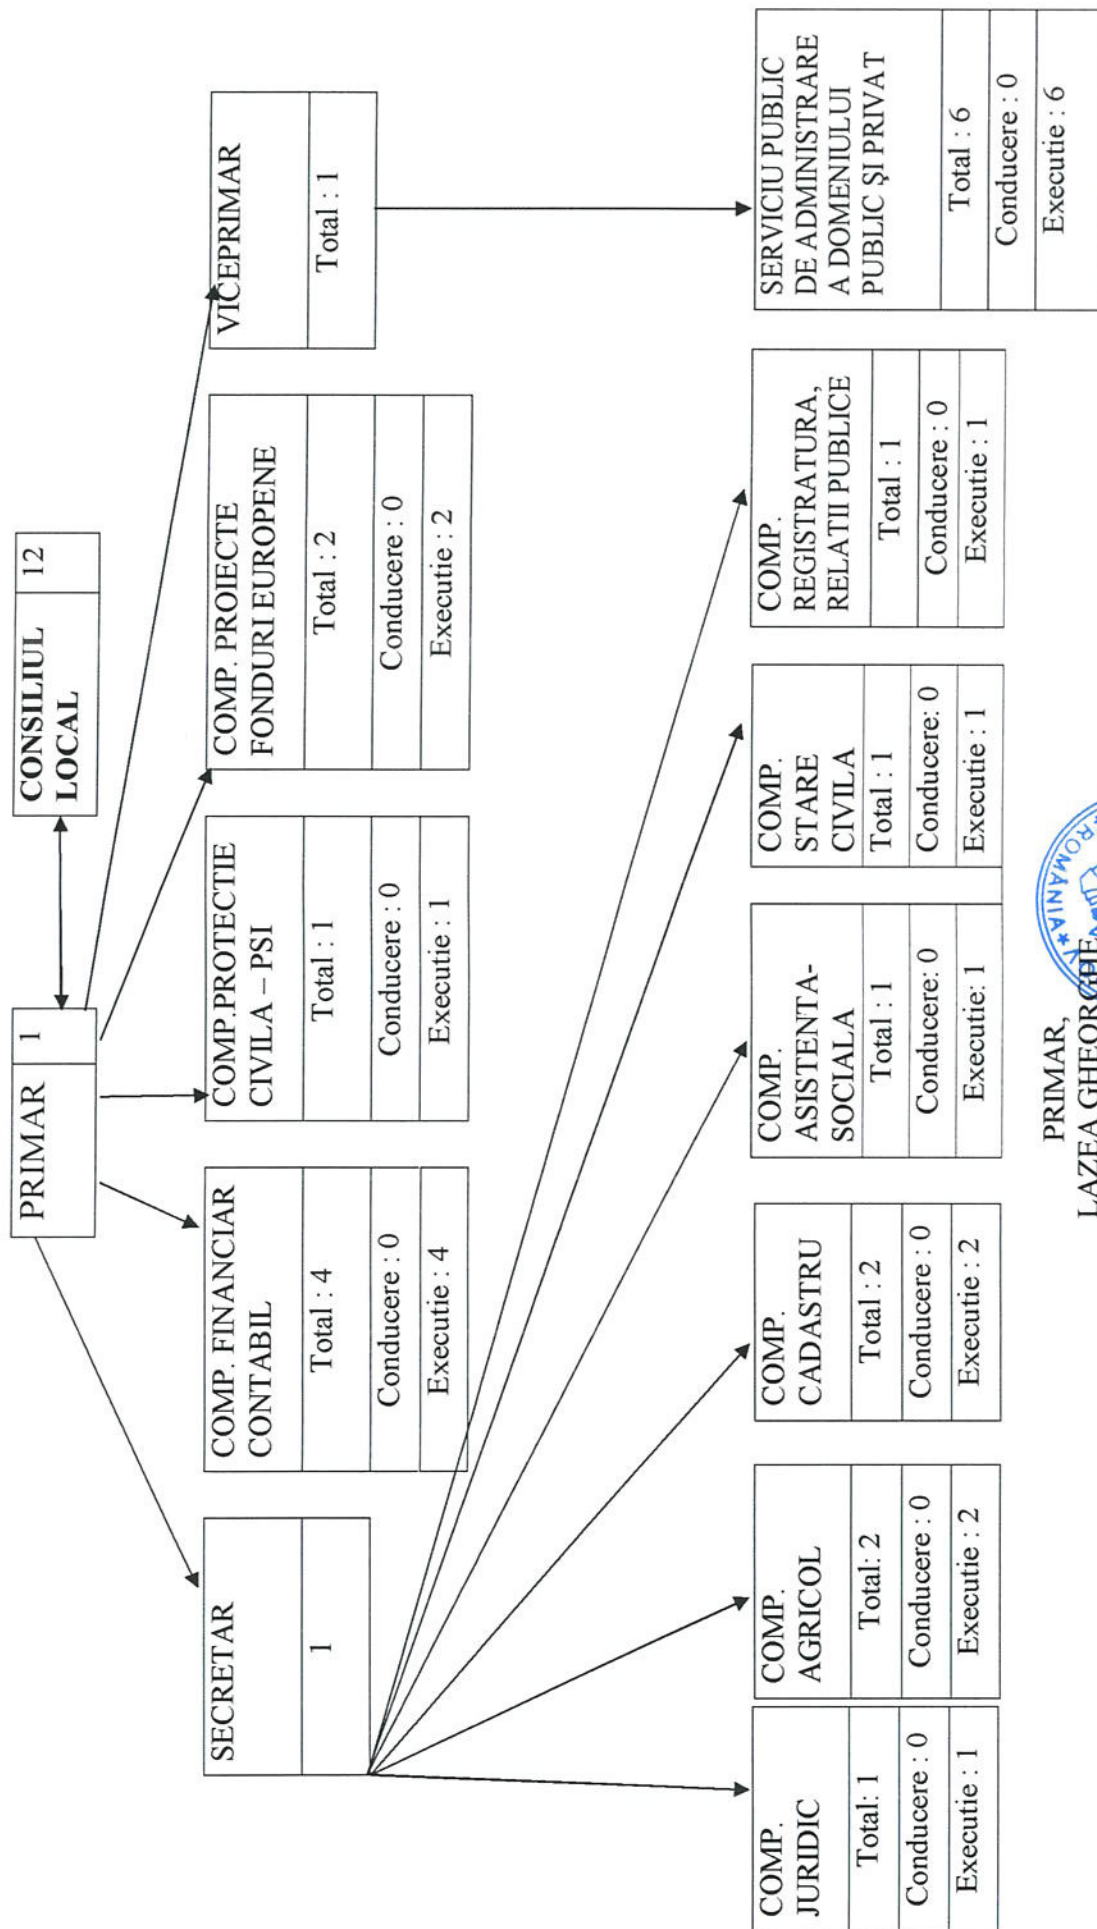 PRIMAR 1
CONSILIUL 12
LOCAL
SECRETAR
1
COMP. FINANCIAR
CONTABIL
Total : 4
Conducere : 0
Executie : 4
COMP.PROTECTIE
CIVILA – PSI
Total : 1
Conducere : 0
Executie : 1
COMP. PROIECTE
FONDURI EUROPENE
Total : 2
Conducere : 0
Executie : 2
VICEPRIMAR
Total : 1
COMP.
JURIDIC
Total: 1
Conducere : 0
Executie : 1
COMP.
AGRICOL
Total: 2
Conducere : 0
Executie : 2
COMP.
CADASTRU
Total : 2
Conducere : 0
Executie : 2
COMP.
ASISTENTA-
SOCIALA
Total : 1
Conducere: 0
Executie: 1
COMP.
STARE
CIVILA
Total : 1
Conducere: 0
Executie : 1
COMP.
REGISTRATURA,
RELATII PUBLICE
Total : 1
Conducere : 0
Executie : 1
SERVICIU PUBLIC
DE ADMINISTRARE
A DOMENIULUI
PUBLIC ŞI PRIVAT
Total : 6
Conducere : 0
Executie : 6
PRIMAR,
LAZEA GHEORGHE
ROMÂNIA